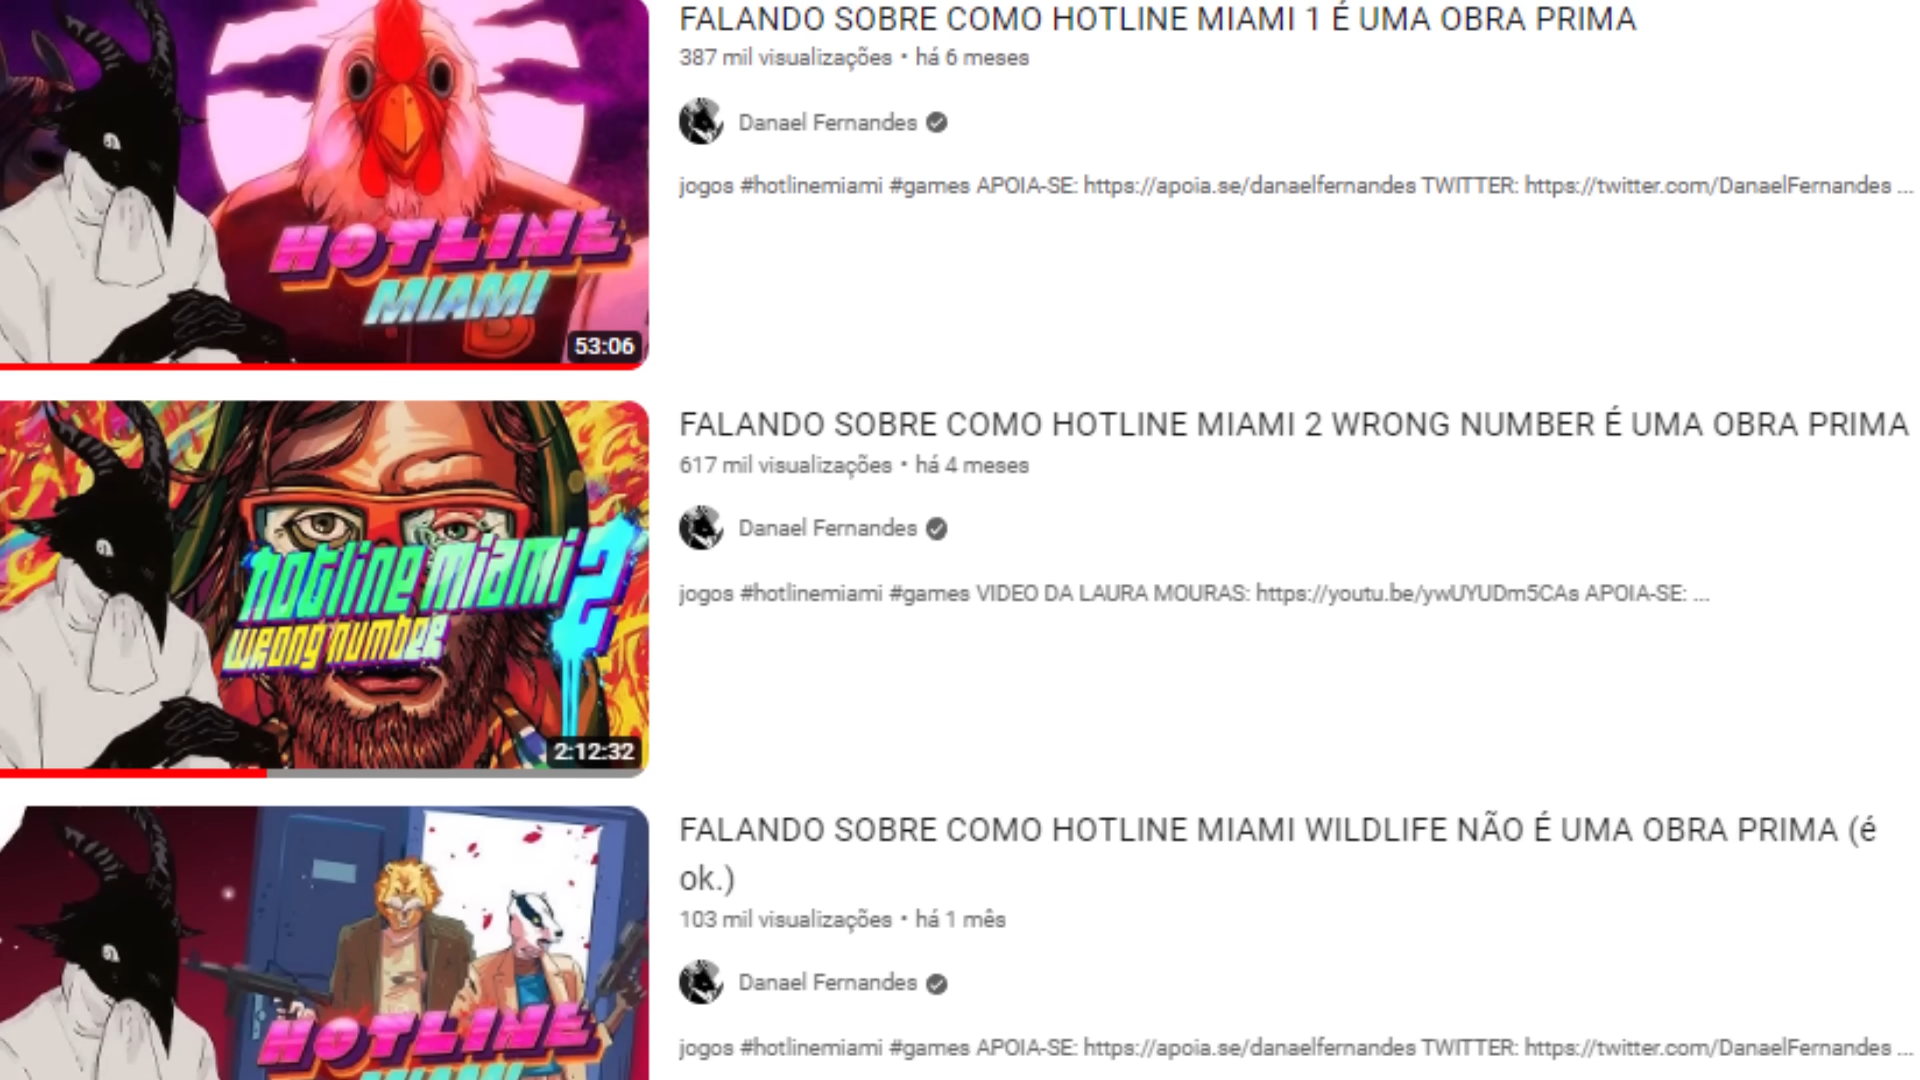 FALANDO SOBRE COMO HOTLINE MIAMI 1 É UMA OBRA PRIMA
387 mil visualizações • há 6 meses
Danael Fernandes
jogos #hotlinemiami #games APOIA-SE: https://apoia.se/danaelfernandes TWITTER: https://twitter.com/DanaelFernandes ...
HOTLINE
MIAMI
53:06
FALANDO SOBRE COMO HOTLINE MIAMI 2 WRONG NUMBER É UMA OBRA PRIMA
617 mil visualizações • há 4 meses
Danael Fernandes
jogos #hotlinemiami #games VIDEO DA LAURA MOURAS: https://youtu.be/ywUYUDm5CAs APOIA-SE: ...
hotline miami 2
wrong number
2:12:32
FALANDO SOBRE COMO HOTLINE MIAMI WILDLIFE NÃO É UMA OBRA PRIMA (é
ok.)
103 mil visualizações • há 1 mês
Danael Fernandes
jogos #hotlinemiami #games APOIA-SE: https://apoia.se/danaelfernandes TWITTER: https://twitter.com/DanaelFernandes ...
HOTLINE
MIAMI